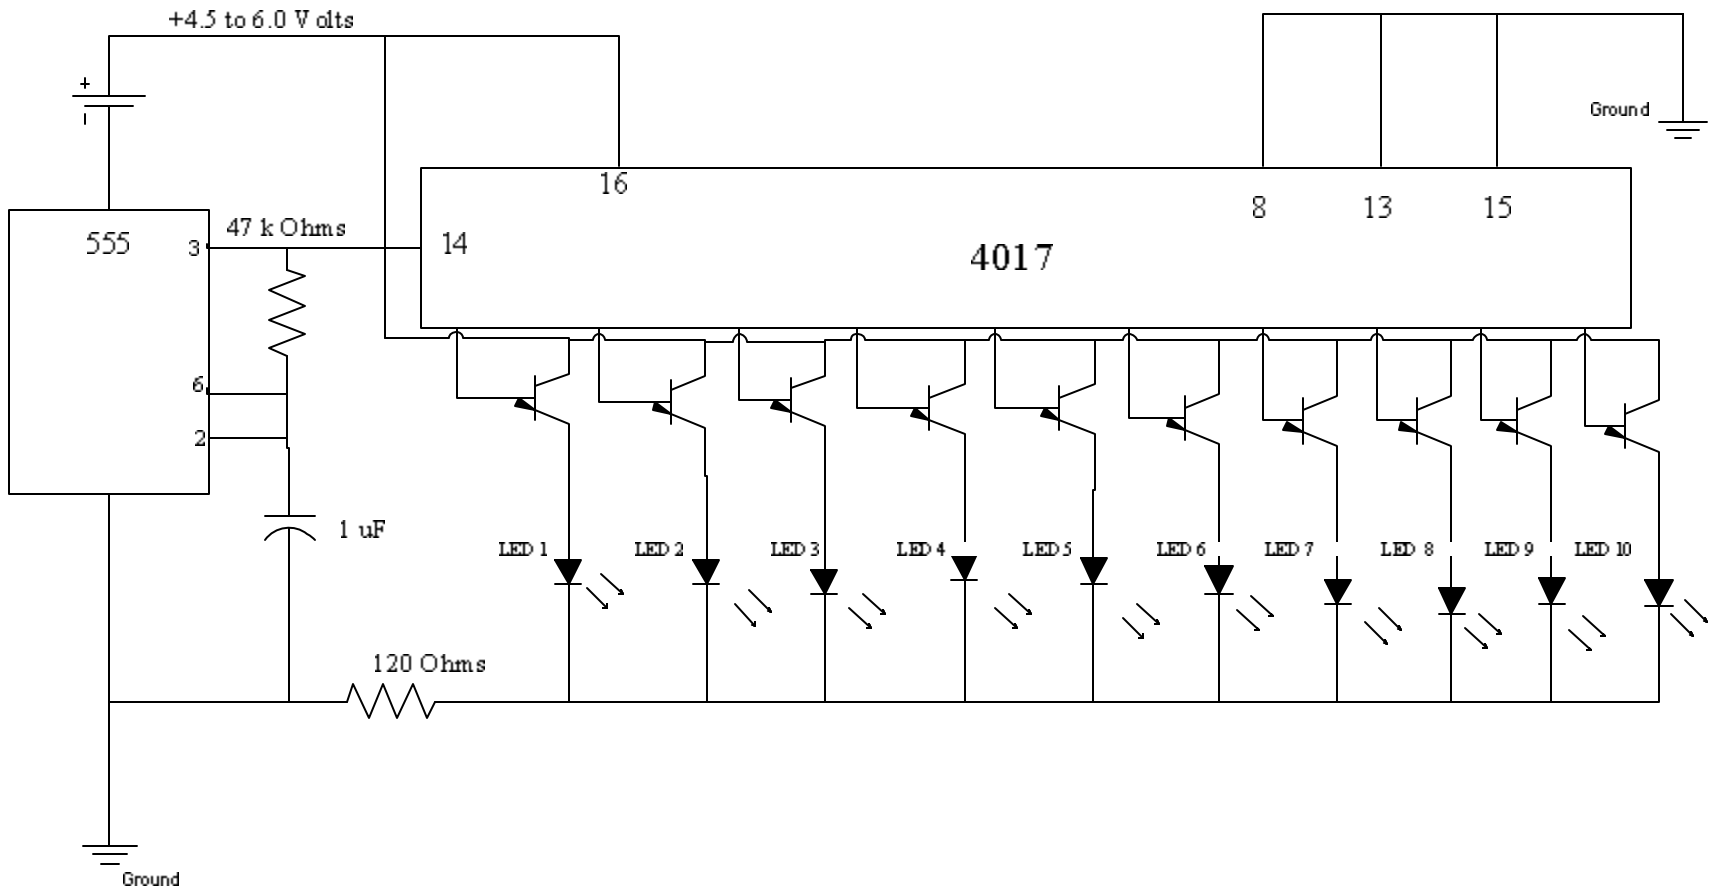 +4.5 to 6.0 Volts
+
-
Ground
16
8
13
15
555
3
47 k Ohms
14
4017
6
2
1 uF
LED 1
LED 2
LED 3
LED 4
LED 5
LED 6
LED 7
LED 8
LED 9
LED 10
120 Ohms
Ground